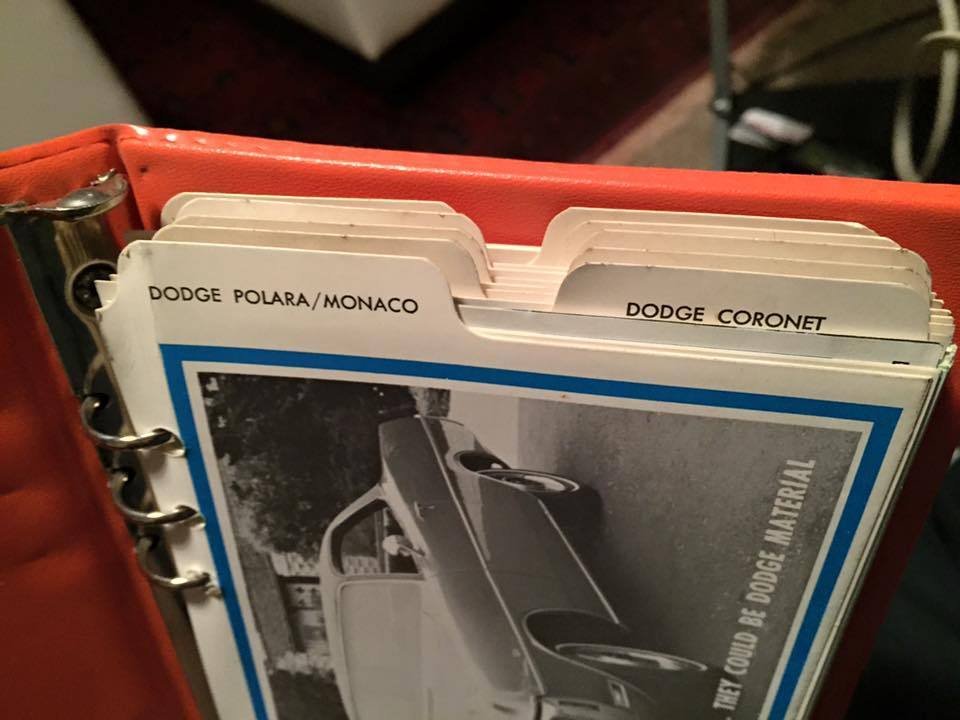 DODGE POLARA/MONACO
DODGE CORONET
THEY COULD BE DODGE MATERIAL